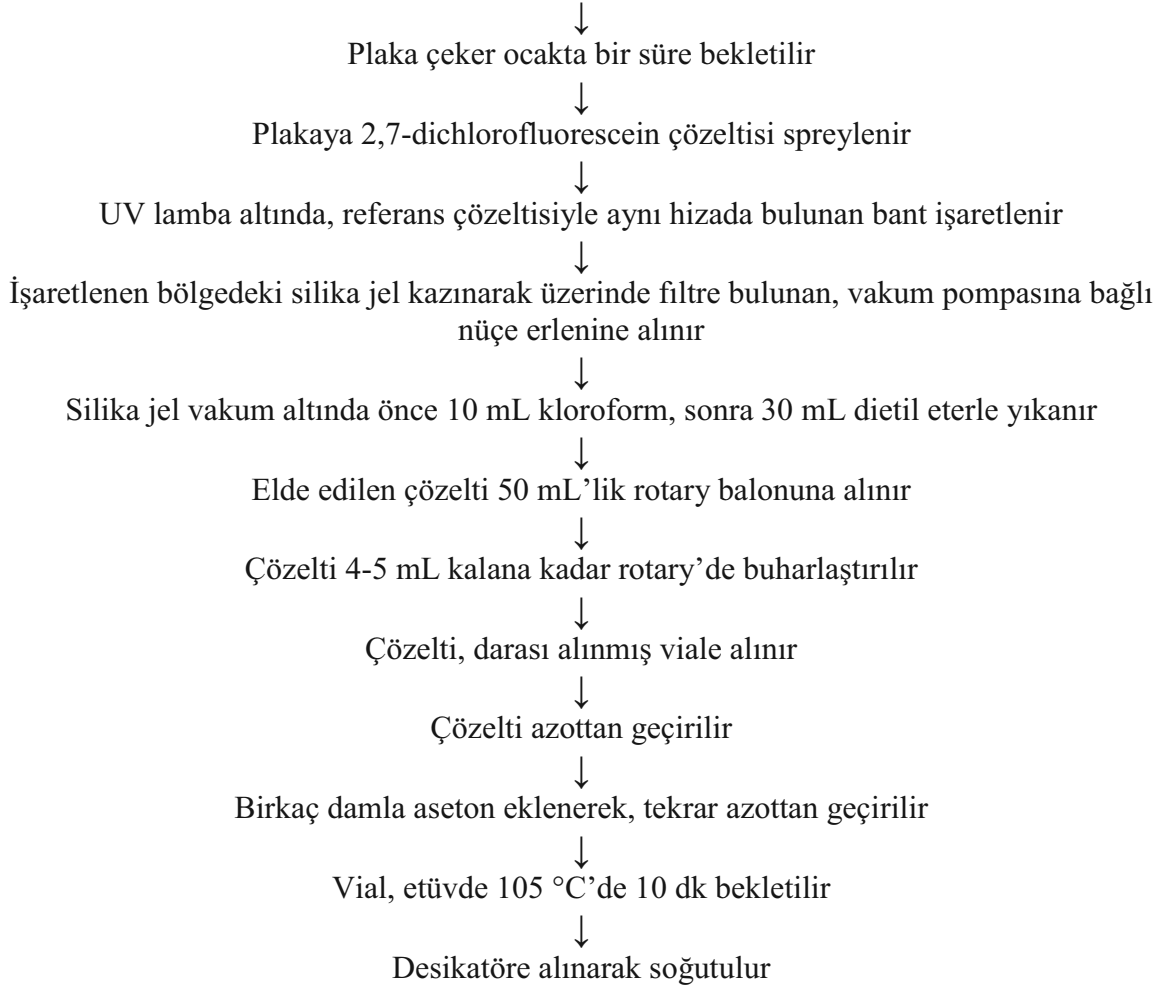 ↓
Plaka çeker ocakta bir süre bekletilir
↓
Plakaya 2,7-dichlorofluorescein çözeltisi spreylenir
↓
UV lamba altında, referans çözeltisiyle aynı hizada bulunan bant işaretlenir
↓
İşaretlenen bölgedeki silika jel kazınarak üzerinde filtre bulunan, vakum pompasına bağlı
nüçe erlenine alınır
↓
Silika jel vakum altında önce 10 mL kloroform, sonra 30 mL dietil eterle yıkanır
↓
Elde edilen çözelti 50 mL’lik rotary balonuna alınır
↓
Çözelti 4-5 mL kalana kadar rotary’de buharlaştırılır
↓
Çözelti, darası alınmış viale alınır
↓
Çözelti azottan geçirilir
↓
Birkaç damla aseton eklenerek, tekrar azottan geçirilir
↓
Vial, etüvde 105 °C’de 10 dk bekletilir
↓
Desikatöre alınarak soğutulur